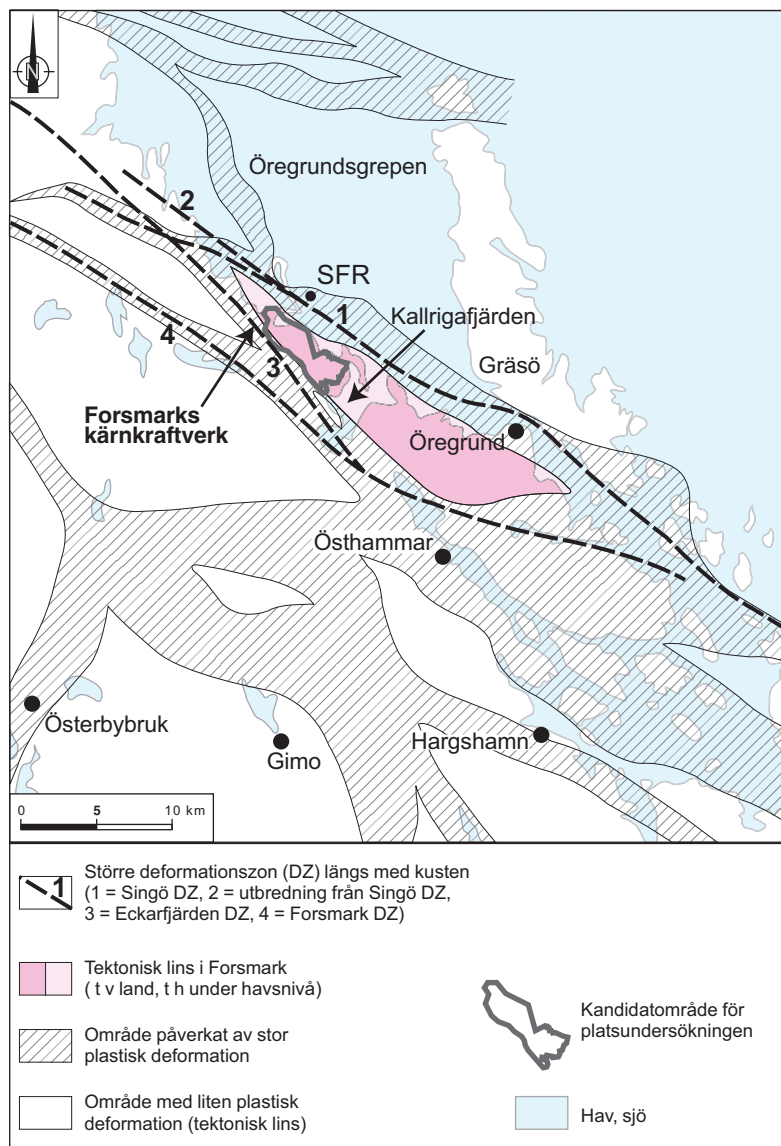 N
Öregrundsgrepen
2
SFR
1
Kallrigafjärden
4
3
Gräsö
Forsmarks
kärnkraftverk
Öregrund
Östhammar
Österbybruk
Gimo
Hargshamn
0 5 10 km
1
Större deformationszon (DZ) längs med kusten
(1 = Singö DZ, 2 = utbredning från Singö DZ,
3 = Eckarfjärden DZ, 4 = Forsmark DZ)
Tektonisk lins i Forsmark
( t v land, t h under havsnivå)
Område påverkat av stor
plastisk deformation
Område med liten plastisk
deformation (tektonisk lins)
Kandidatområde för
platsundersökningen
Hav, sjö